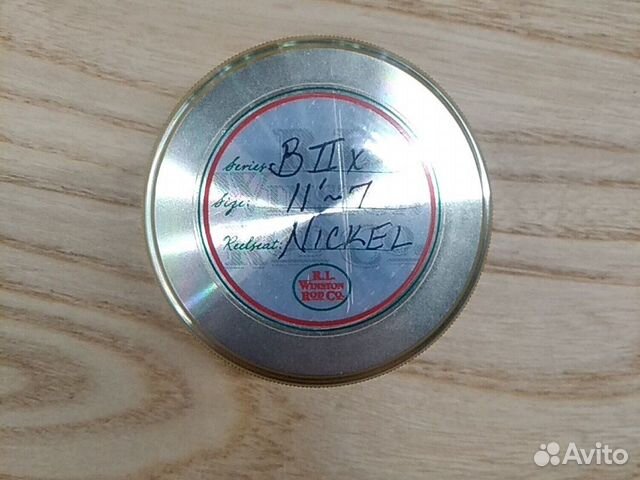 Series: BIIX
Size: 11'~7
Reelseat: NICKEL
R.L.
WINSTON
ROD CO.
Avito